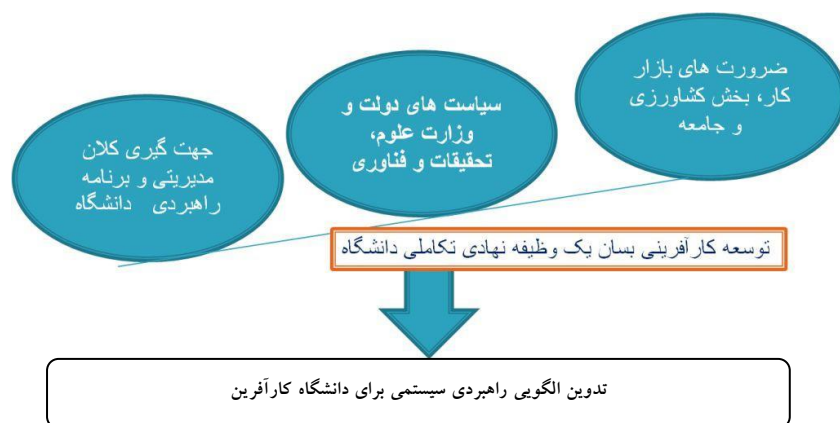 ضرورت های بازار
کار، بخش کشاورزی
و جامعه
سیاست های دولت و
وزارت علوم،
تحقیقات و فناوری
جهت گیری کلان
مدیریتی و برنامه
راهبردی دانشگاه
توسعه کارآفرینی بسان یک وظیفه نهادی تکاملی دانشگاه
تدوین الگویی راهبردی سیستمی برای دانشگاه کارآفرین